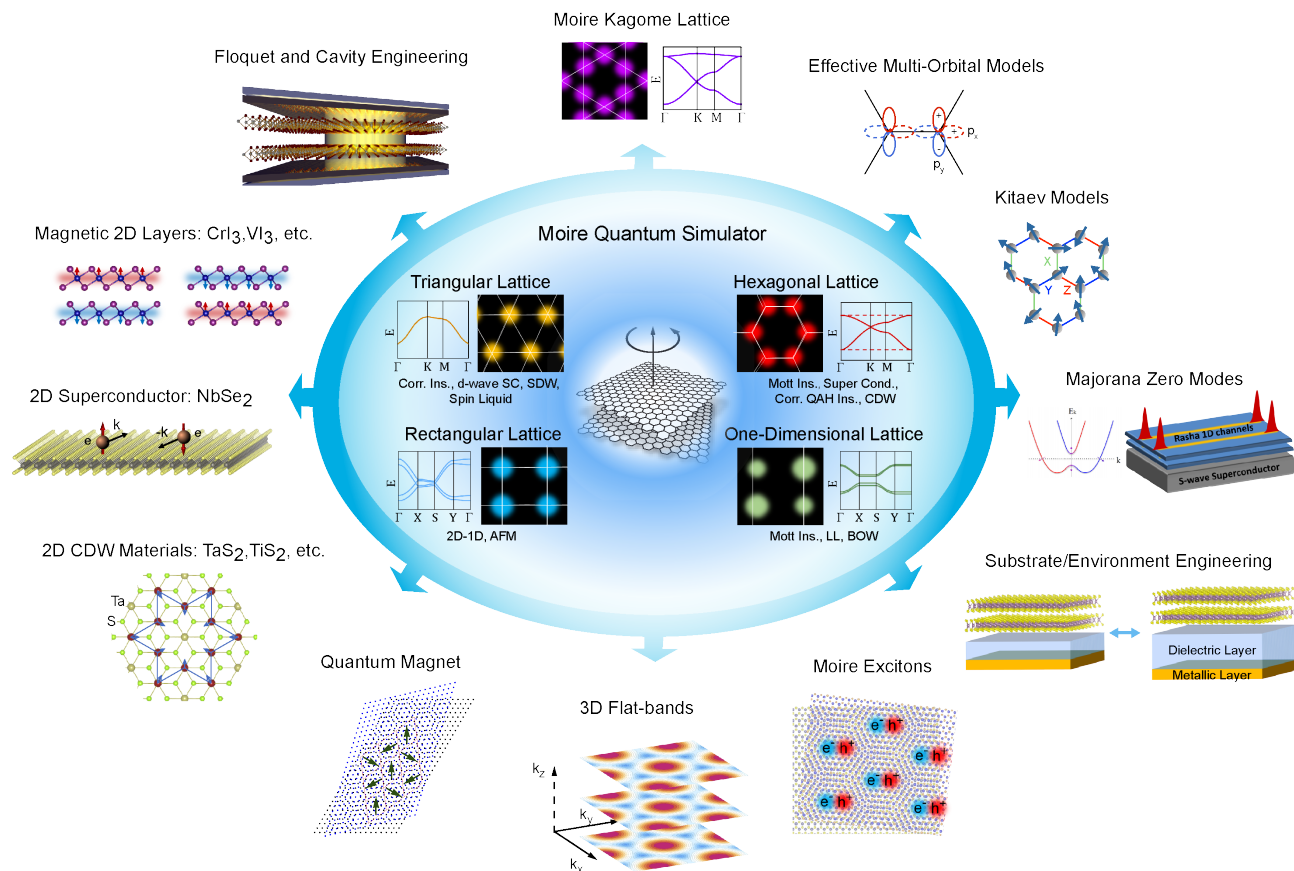 Moire Kagome Lattice
E
Γ K M Γ
Floquet and Cavity Engineering
Effective Multi-Orbital Models
+
+
-
px
py
Kitaev Models
X
Y
Z
Magnetic 2D Layers: CrI3,VI3, etc.
Moire Quantum Simulator
Triangular Lattice
E
Γ K M Γ
Corr. Ins., d-wave SC, SDW,
Spin Liquid
Hexagonal Lattice
E
Γ K M Γ
Mott Ins., Super Cond.,
Corr. QAH Ins., CDW
Rectangular Lattice
E
Γ X S Y Γ
2D-1D, AFM
One-Dimensional Lattice
E
Γ X S Y Γ
Mott Ins., LL, BOW
2D Superconductor: NbSe2
e
k
-k
e
Majorana Zero Modes
Ek
k
Rasha 1D channels
S-wave Superconductor
2D CDW Materials: TaS2,TiS2, etc.
Ta
S
Substrate/Environment Engineering
Dielectric Layer
Metallic Layer
Quantum Magnet
3D Flat-bands
kz
ky
kx
Moire Excitons
e- h+
e- h+
e- h+
e- h+
e- h+
e- h+